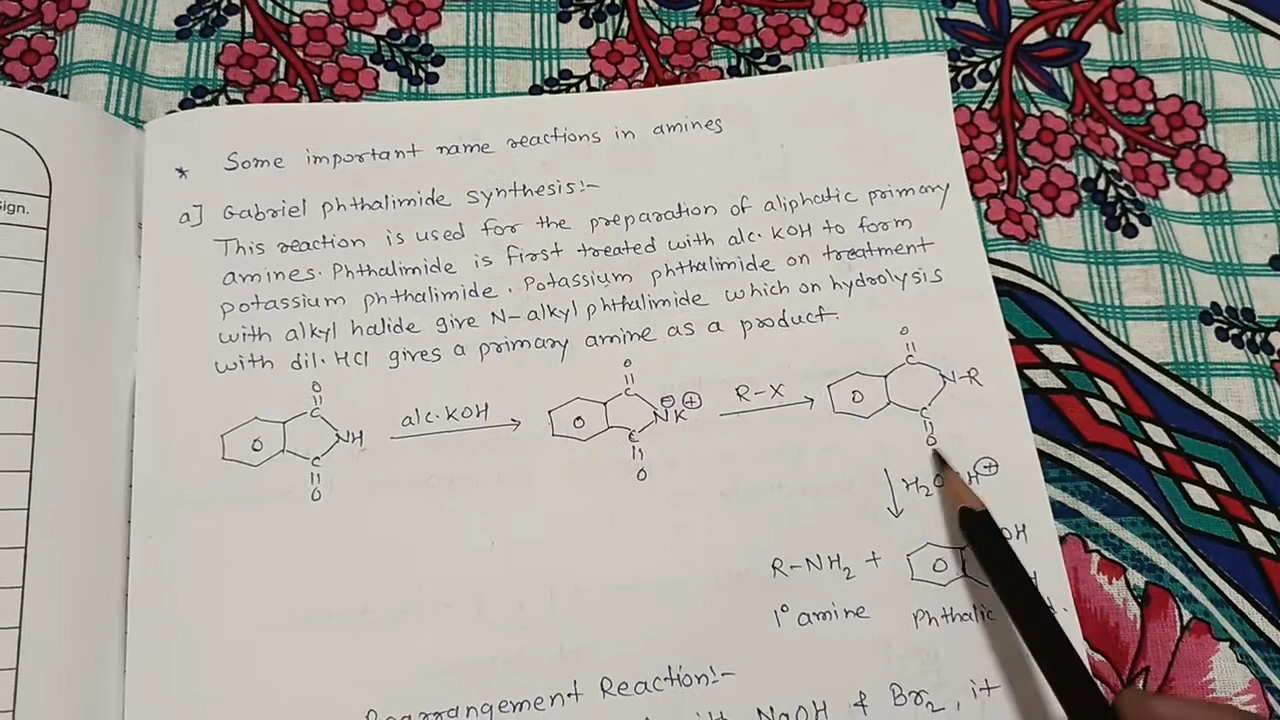 sign.
* Some important name reactions in amines
a] Gabriel phthalimide synthesis:-
This reaction is used for the preparation of aliphatic primary
amines. Phthalimide is first treated with alc. KOH to form
potassium phthalimide. Potassium phthalimide on treatment
with alkyl halide give N-alkyl phthalimide which on hydrolysis
with dil. HCl gives a primary amine as a product.
O O O
C NH C O alc. KOH C N⊖ K⊕ C O R-X C N-R C O
H2O H⊕
R-NH2 + OH
1° amine Phthalic
Rearrangement Reaction:-
NaOH & Br2, it